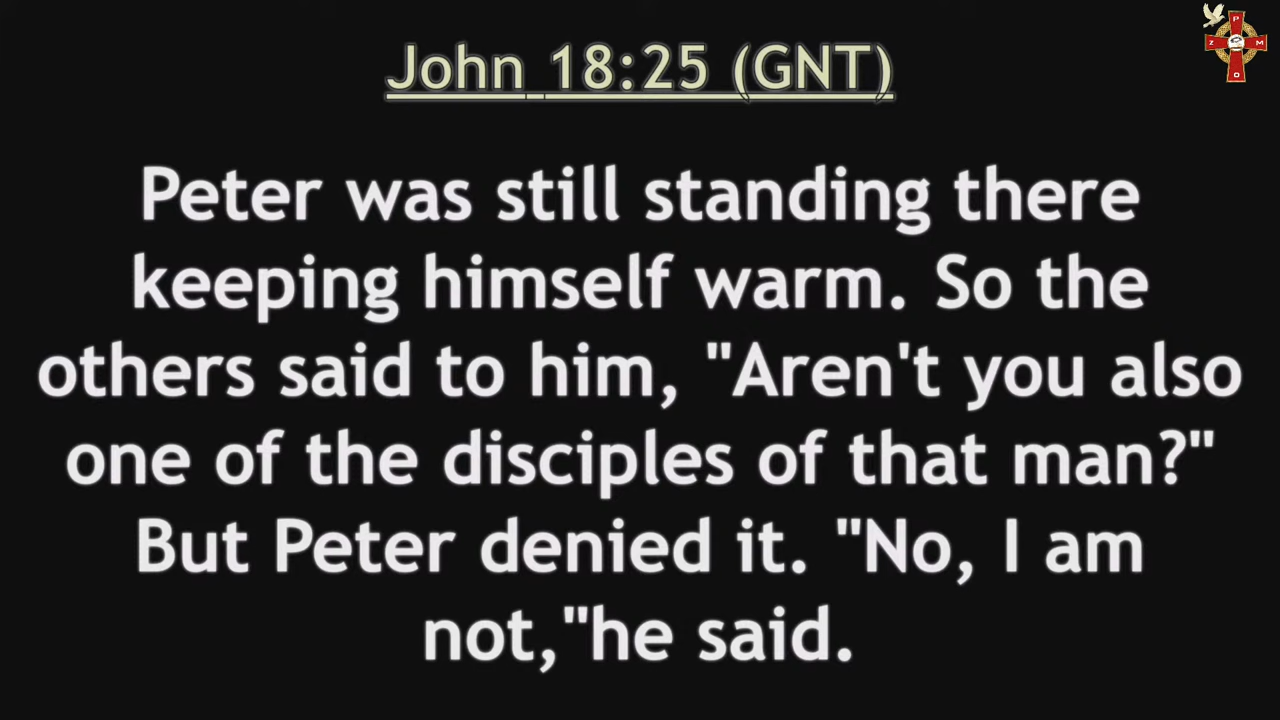 John 18:25 (GNT)
P
Z M
O
Peter was still standing there
keeping himself warm. So the
others said to him, "Aren't you also
one of the disciples of that man?"
But Peter denied it. "No, I am
not,"he said.